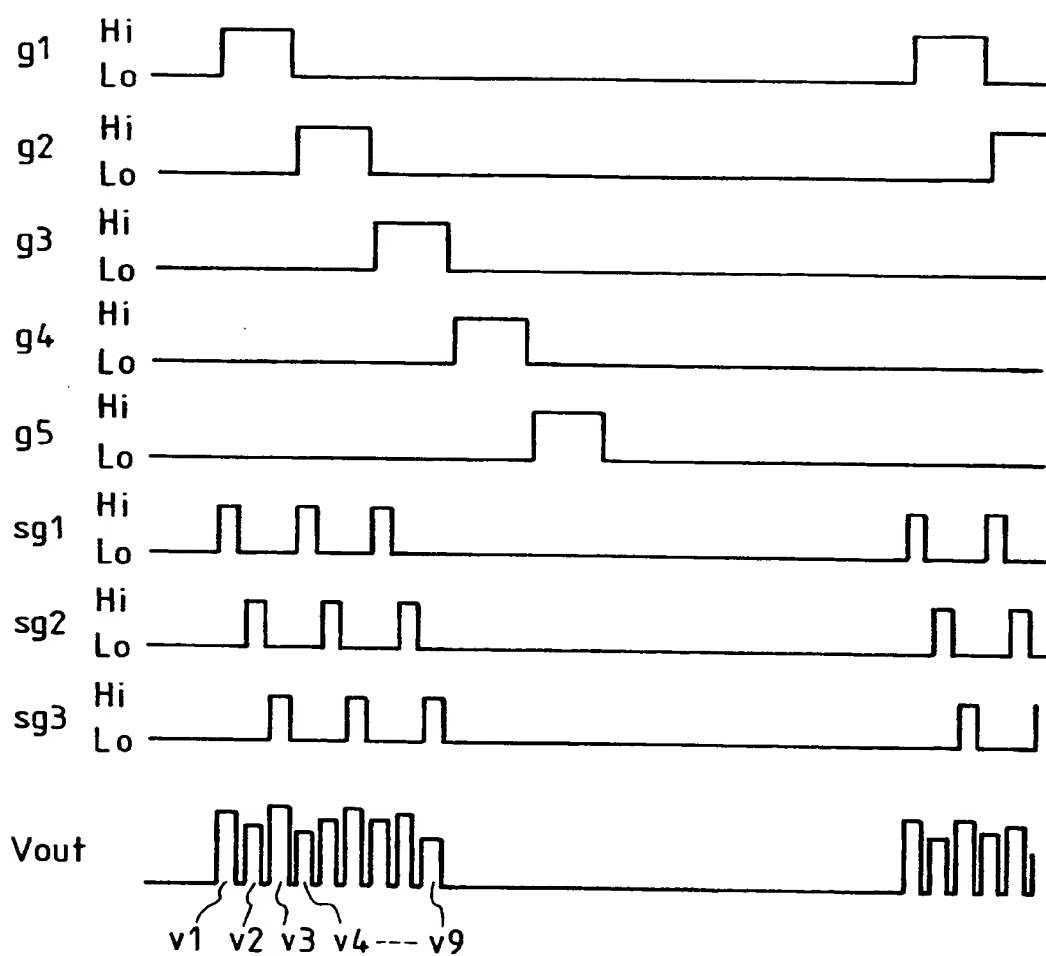 g1 Hi
Lo
g2 Hi
Lo
g3 Hi
Lo
g4 Hi
Lo
g5 Hi
Lo
sg1 Hi
Lo
sg2 Hi
Lo
sg3 Hi
Lo
Vout
v1 v2 v3 v4 --- v9